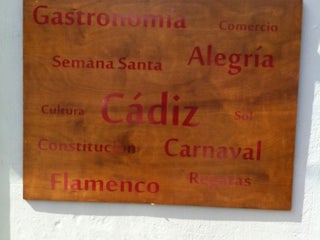 Gastronomía
Comercio
Semana Santa
Alegría
Cultura
Cádiz
Sol
Constitución
Carnaval
Flamenco
Regatas